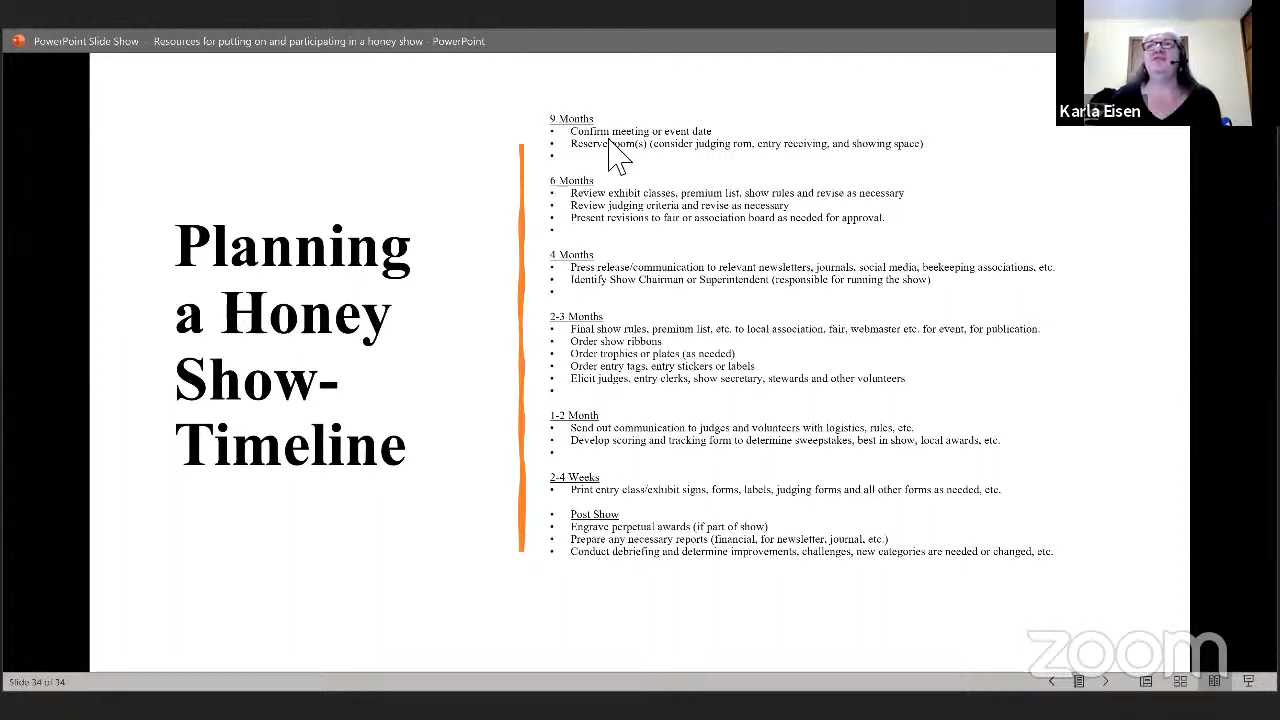 PowerPoint Slide Show - Resources for putting on and participating in a honey show - PowerPoint
Karla Eisen
Planning
a Honey
Show-
Timeline
9 Months
• Confirm meeting or event date
• Reserve room(s) (consider judging rom, entry receiving, and showing space)
•
6 Months
• Review exhibit classes, premium list, show rules and revise as necessary
• Review judging criteria and revise as necessary
• Present revisions to fair or association board as needed for approval.
•
4 Months
• Press release/communication to relevant newsletters, journals, social media, beekeeping associations, etc.
• Identify Show Chairman or Superintendent (responsible for running the show)
•
2-3 Months
• Final show rules, premium list, etc. to local association, fair, webmaster etc. for event, for publication.
• Order show ribbons
• Order trophies or plates (as needed)
• Order entry tags, entry stickers or labels
• Elicit judges, entry clerks, show secretary, stewards and other volunteers
•
1-2 Month
• Send out communication to judges and volunteers with logistics, rules, etc.
• Develop scoring and tracking form to determine sweepstakes, best in show, local awards, etc.
•
2-4 Weeks
• Print entry class/exhibit signs, forms, labels, judging forms and all other forms as needed, etc.
• Post Show
• Engrave perpetual awards (if part of show)
• Prepare any necessary reports (financial, for newsletter, journal, etc.)
• Conduct debriefing and determine improvements, challenges, new categories are needed or changed, etc.
zoom
Slide 34 of 34